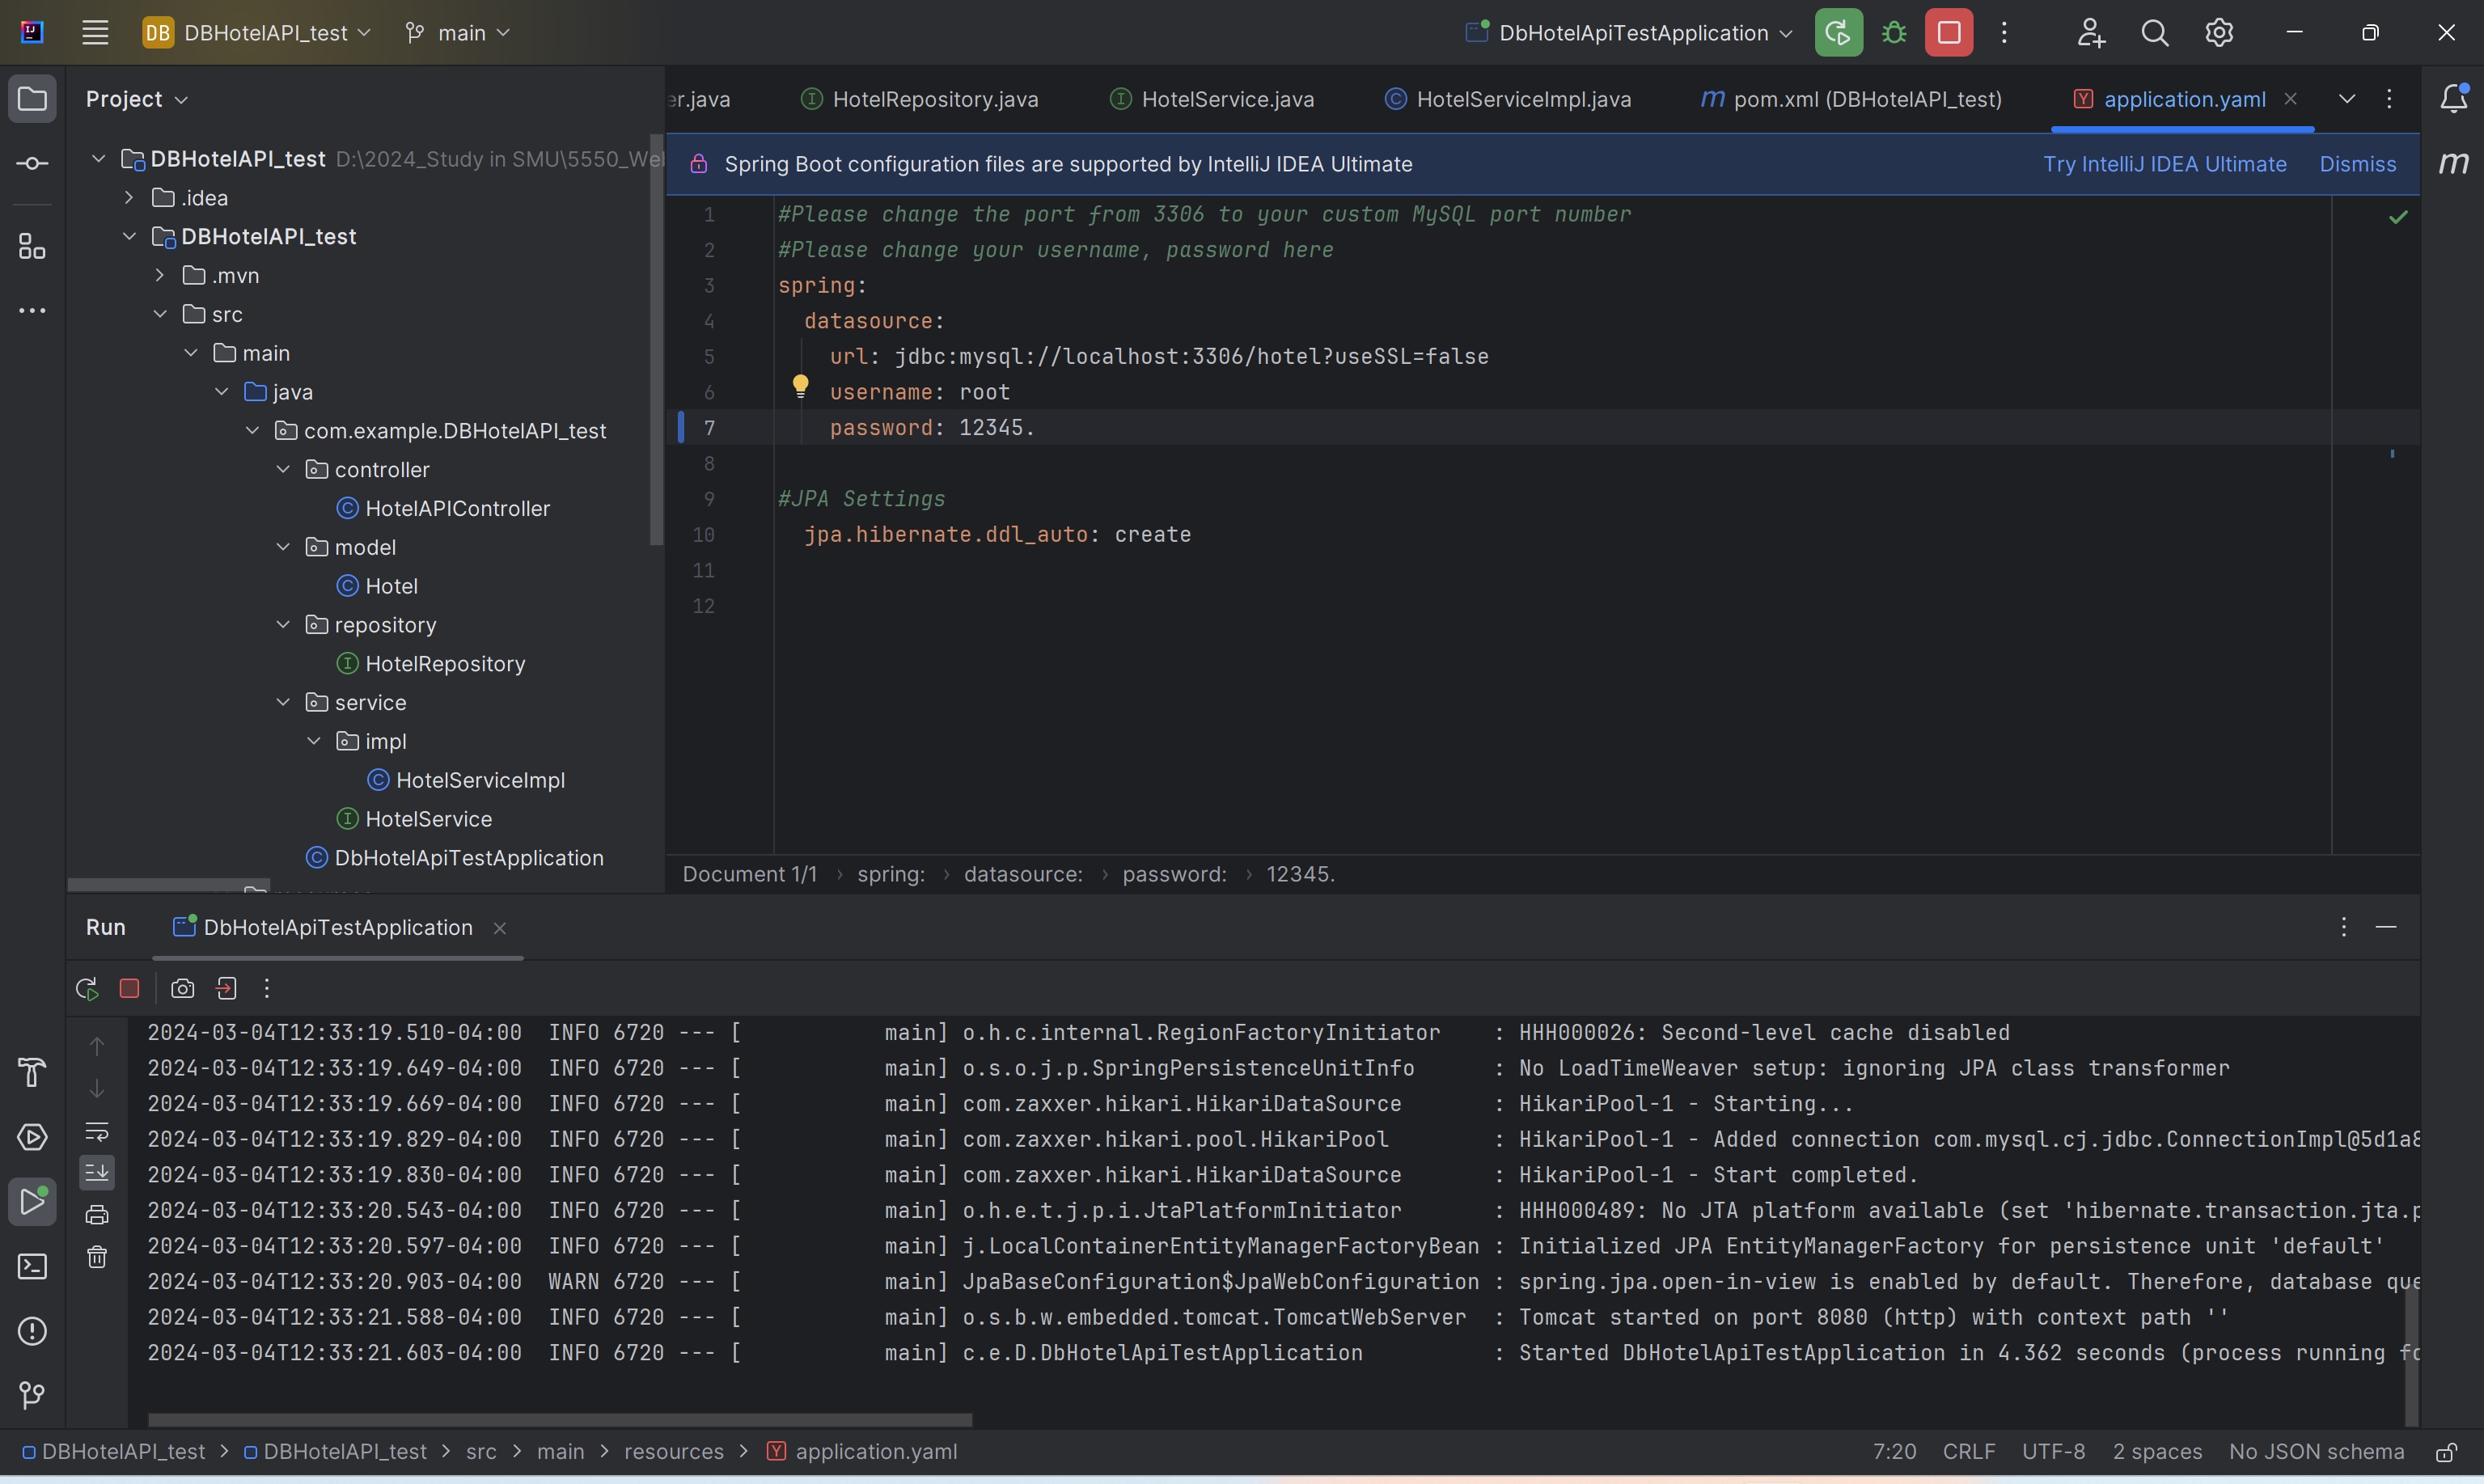 DB DBHotelAPI_test main DbHotelApiTestApplication
Project
er.java HotelRepository.java HotelService.java HotelServiceImpl.java pom.xml (DBHotelAPI_test) application.yaml
Spring Boot configuration files are supported by IntelliJ IDEA Ultimate Try IntelliJ IDEA Ultimate Dismiss
DBHotelAPI_test D:\2024_Study in SMU\5550_We
.idea
DBHotelAPI_test
.mvn
src
main
java
com.example.DBHotelAPI_test
controller
HotelAPIController
model
Hotel
repository
HotelRepository
service
impl
HotelServiceImpl
HotelService
DbHotelApiTestApplication
1 #Please change the port from 3306 to your custom MySQL port number
2 #Please change your username, password here
3 spring:
4 datasource:
5 url: jdbc:mysql://localhost:3306/hotel?useSSL=false
6 username: root
7 password: 12345.
8
9 #JPA Settings
10 jpa.hibernate.ddl_auto: create
11
12
Document 1/1 › spring: › datasource: › password: › 12345.
Run DbHotelApiTestApplication
2024-03-04T12:33:19.510-04:00 INFO 6720 --- [ main] o.h.c.internal.RegionFactoryInitiator : HHH000026: Second-level cache disabled
2024-03-04T12:33:19.649-04:00 INFO 6720 --- [ main] o.s.o.j.p.SpringPersistenceUnitInfo : No LoadTimeWeaver setup: ignoring JPA class transformer
2024-03-04T12:33:19.669-04:00 INFO 6720 --- [ main] com.zaxxer.hikari.HikariDataSource : HikariPool-1 - Starting...
2024-03-04T12:33:19.829-04:00 INFO 6720 --- [ main] com.zaxxer.hikari.pool.HikariPool : HikariPool-1 - Added connection com.mysql.cj.jdbc.ConnectionImpl@5d1a8
2024-03-04T12:33:19.830-04:00 INFO 6720 --- [ main] com.zaxxer.hikari.HikariDataSource : HikariPool-1 - Start completed.
2024-03-04T12:33:20.543-04:00 INFO 6720 --- [ main] o.h.e.t.j.p.i.JtaPlatformInitiator : HHH000489: No JTA platform available (set 'hibernate.transaction.jta.p
2024-03-04T12:33:20.597-04:00 INFO 6720 --- [ main] j.LocalContainerEntityManagerFactoryBean : Initialized JPA EntityManagerFactory for persistence unit 'default'
2024-03-04T12:33:20.903-04:00 WARN 6720 --- [ main] JpaBaseConfiguration$JpaWebConfiguration : spring.jpa.open-in-view is enabled by default. Therefore, database que
2024-03-04T12:33:21.588-04:00 INFO 6720 --- [ main] o.s.b.w.embedded.tomcat.TomcatWebServer : Tomcat started on port 8080 (http) with context path ''
2024-03-04T12:33:21.603-04:00 INFO 6720 --- [ main] c.e.D.DbHotelApiTestApplication : Started DbHotelApiTestApplication in 4.362 seconds (process running fo
DBHotelAPI_test > DBHotelAPI_test > src > main > resources > application.yaml 7:20 CRLF UTF-8 2 spaces No JSON schema